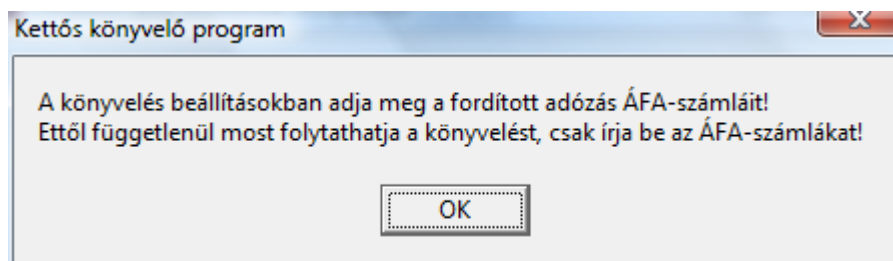 Kettős könyvelő program
A könyvelés beállításokban adja meg a fordított adózás ÁFA-számláit!
Ettől függetlenül most folytathatja a könyvelést, csak írja be az ÁFA-számlákat!
OK